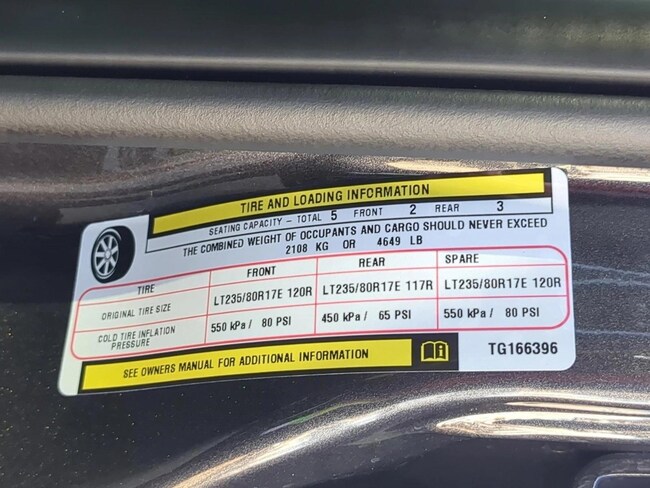 TIRE AND LOADING INFORMATION
SEATING CAPACITY – TOTAL 5 FRONT 2 REAR 3
THE COMBINED WEIGHT OF OCCUPANTS AND CARGO SHOULD NEVER EXCEED
2108 KG OR 4649 LB
TIRE FRONT REAR SPARE
ORIGINAL TIRE SIZE LT235/80R17E 120R LT235/80R17E 117R LT235/80R17E 120R
COLD TIRE INFLATION PRESSURE 550 kPa / 80 PSI 450 kPa / 65 PSI 550 kPa / 80 PSI
SEE OWNERS MANUAL FOR ADDITIONAL INFORMATION
TG166396